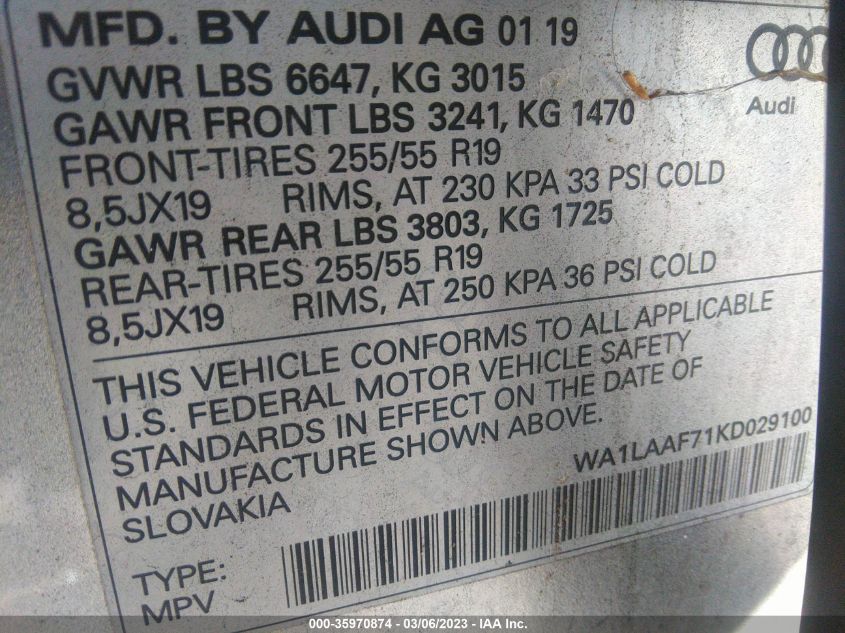 MFD. BY AUDI AG 01 19
GVWR LBS 6647, KG 3015
GAWR FRONT LBS 3241, KG 1470
FRONT-TIRES 255/55 R19
8,5JX19 RIMS, AT 230 KPA 33 PSI COLD
GAWR REAR LBS 3803, KG 1725
REAR-TIRES 255/55 R19
8,5JX19 RIMS, AT 250 KPA 36 PSI COLD
Audi
THIS VEHICLE CONFORMS TO ALL APPLICABLE
U.S. FEDERAL MOTOR VEHICLE SAFETY
STANDARDS IN EFFECT ON THE DATE OF
MANUFACTURE SHOWN ABOVE.
SLOVAKIA
WA1LAAF71KD029100
TYPE:
MPV
000-35970874 - 03/06/2023 - IAA Inc.